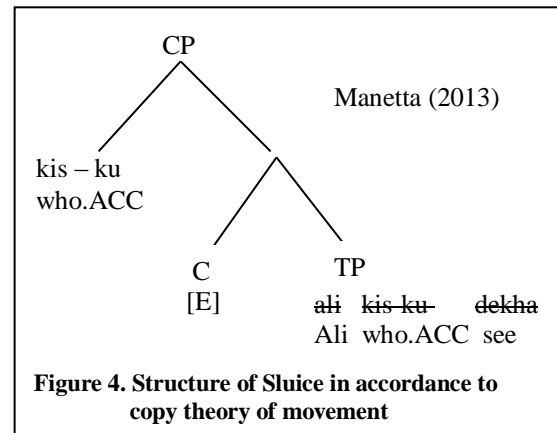 CP
Manetta (2013)
kis – ku
who.ACC
C
TP
[E]
ali kis-ku dekha
Ali who.ACC see
Figure 4. Structure of Sluice in accordance to
copy theory of movement